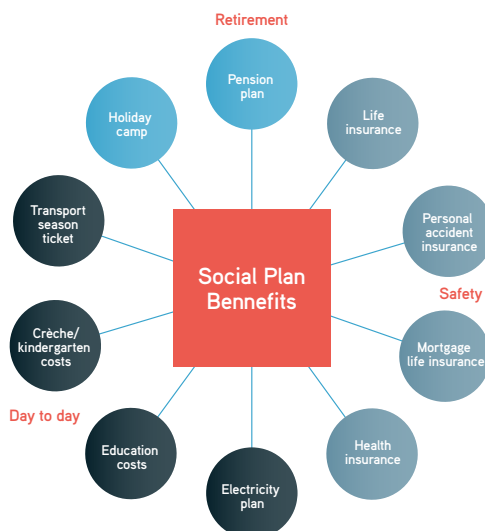 Retirement
Pension
plan
Holiday
camp
Life
insurance
Transport
season
ticket
Personal
accident
insurance
Social Plan
Bennefits
Safety
Crèche/
kindergarten
costs
Mortgage
life insurance
Day to day
Education
costs
Health
insurance
Electricity
plan